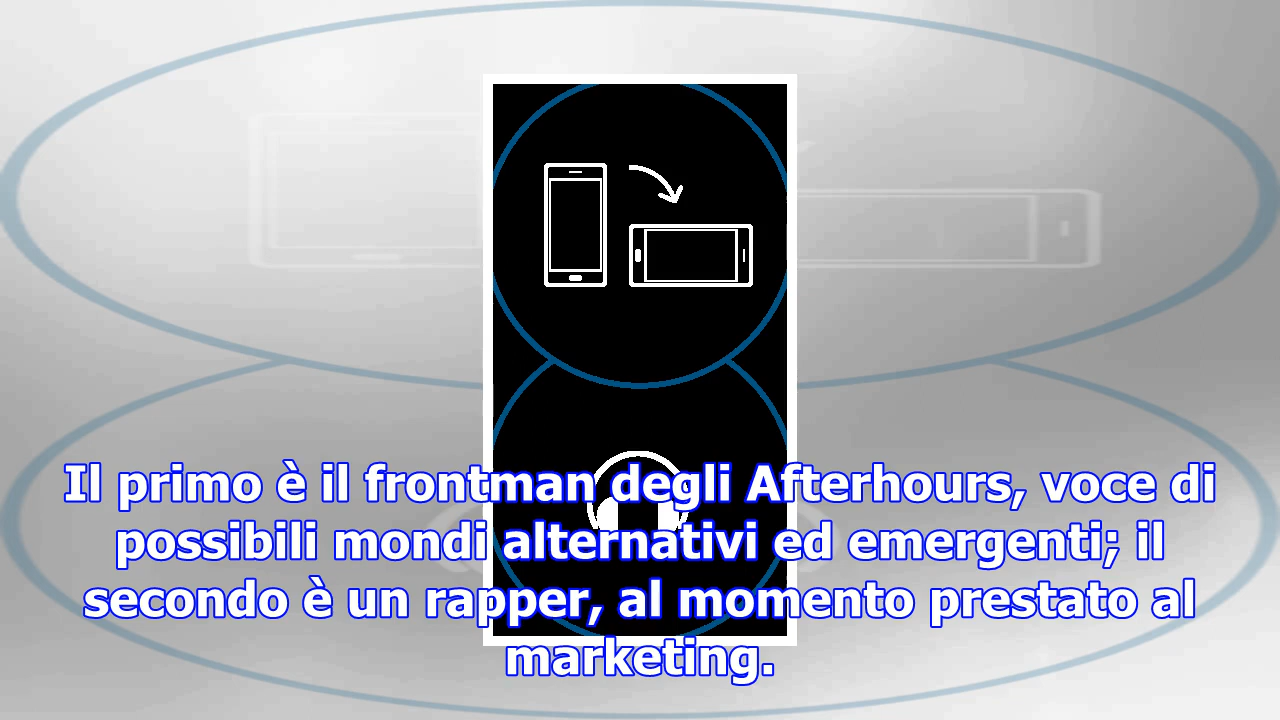 Il primo è il frontman degli Afterhours, voce di
possibili mondi alternativi ed emergenti; il
secondo è un rapper, al momento prestato al
marketing.